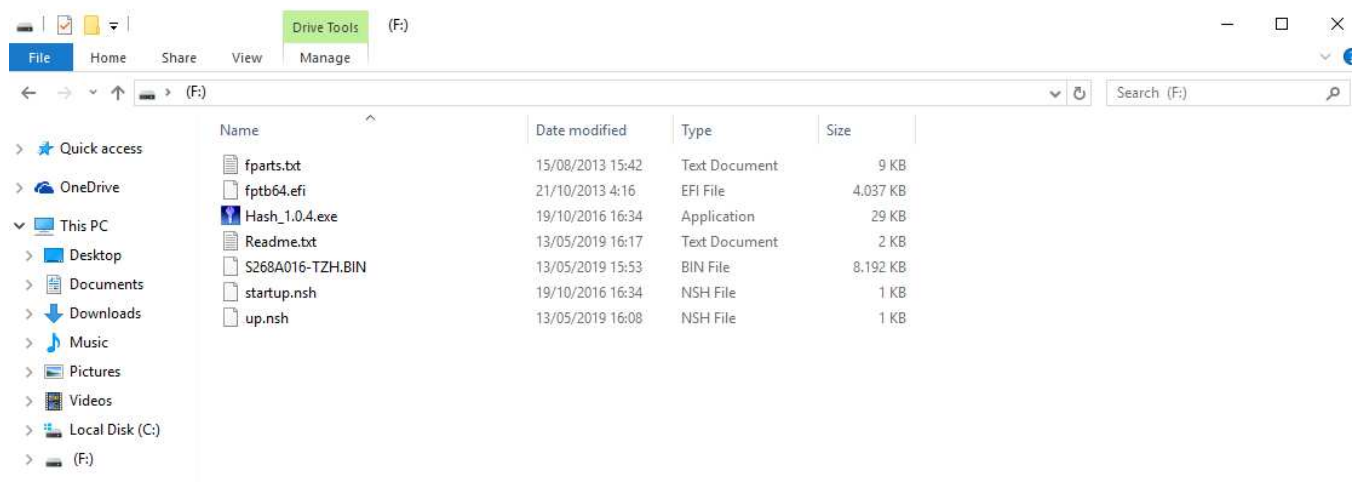 Drive Tools (F:)
File Home Share View Manage
(F:) Search (F:)
Name Date modified Type Size
Quick access
fparts.txt 15/08/2013 15:42 Text Document 9 KB
OneDrive
fptb64.efi 21/10/2013 4:16 EFI File 4.037 KB
Hash_1.0.4.exe 19/10/2016 16:34 Application 29 KB
This PC
Readme.txt 13/05/2019 16:17 Text Document 2 KB
Desktop
S268A016-TZH.BIN 13/05/2019 15:53 BIN File 8.192 KB
Documents
startup.nsh 19/10/2016 16:34 NSH File 1 KB
Downloads
up.nsh 13/05/2019 16:08 NSH File 1 KB
Music
Pictures
Videos
Local Disk (C:)
(F:)